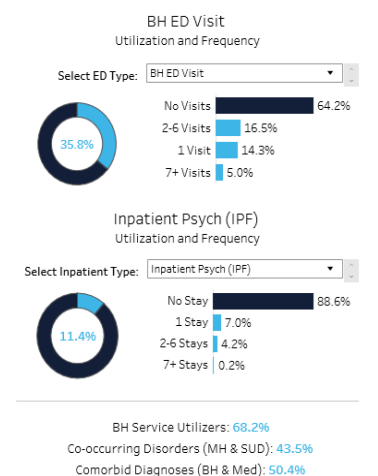 BH ED Visit
Utilization and Frequency
Select ED Type: BH ED Visit
35.8%
No Visits 64.2%
2-6 Visits 16.5%
1 Visit 14.3%
7+ Visits 5.0%
Inpatient Psych (IPF)
Utilization and Frequency
Select Inpatient Type: Inpatient Psych (IPF)
11.4%
No Stay 88.6%
1 Stay 7.0%
2-6 Stays 4.2%
7+ Stays 0.2%
BH Service Utilizers: 68.2%
Co-occurring Disorders (MH & SUD): 43.5%
Comorbid Diagnoses (BH & Med): 50.4%